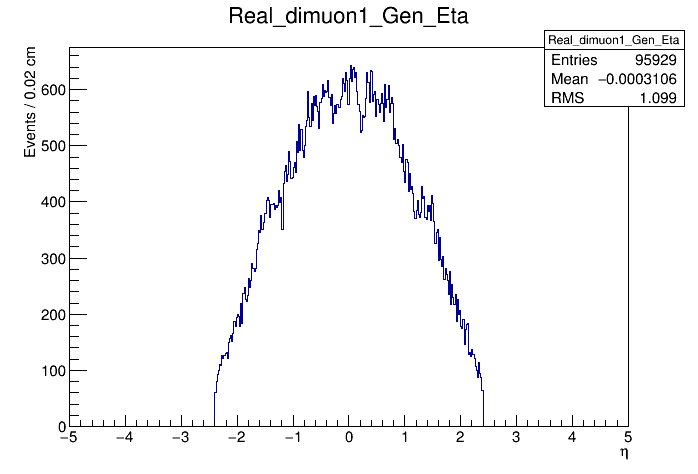 Real_dimuon1_Gen_Eta
Real_dimuon1_Gen_Eta
Entries 95929
Mean −0.0003106
RMS 1.099
Events / 0.02 cm
600
500
400
300
200
100
0
−5 −4 −3 −2 −1 0 1 2 3 4 5
η